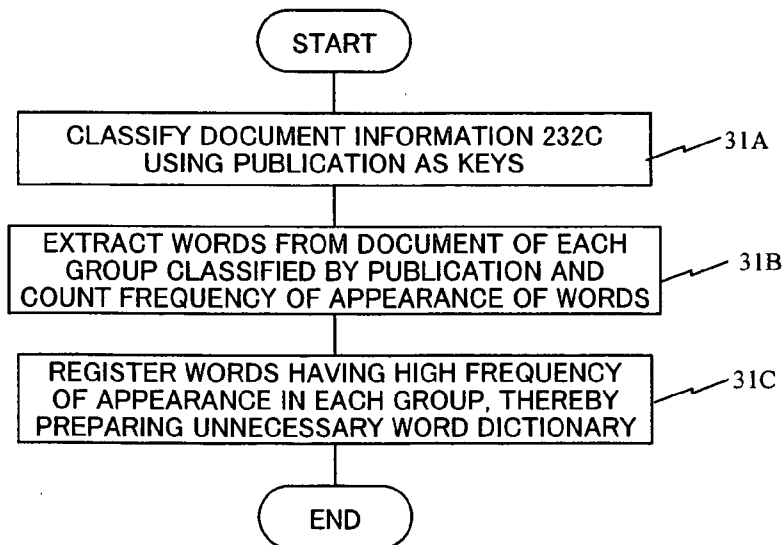 START
CLASSIFY DOCUMENT INFORMATION 232C
USING PUBLICATION AS KEYS
31A
EXTRACT WORDS FROM DOCUMENT OF EACH
GROUP CLASSIFIED BY PUBLICATION AND
COUNT FREQUENCY OF APPEARANCE OF WORDS
31B
REGISTER WORDS HAVING HIGH FREQUENCY
OF APPEARANCE IN EACH GROUP, THEREBY
PREPARING UNNECESSARY WORD DICTIONARY
31C
END